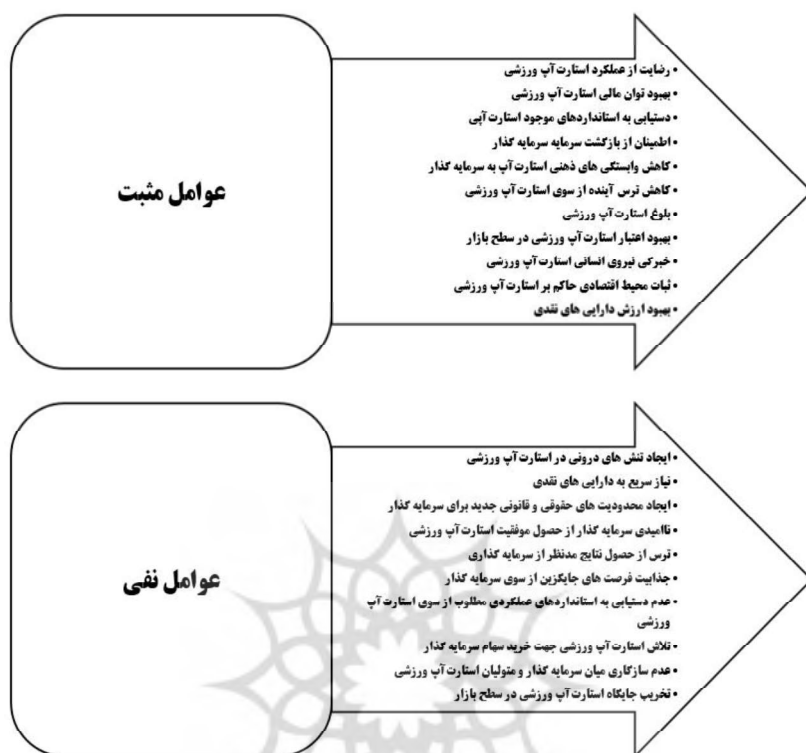 عوامل مثبت
• رضایت از عملکرد استارت آپ ورزشی
• بهبود توان مالی استارت آپ ورزشی
• دستیابی به استانداردهای موجود استارت آپی
• اطمینان از بازگشت سرمایه سرمایه گذار
• کاهش وابستگی های ذهنی استارت آپ به سرمایه گذار
• کاهش ترس آینده از سوی استارت آپ ورزشی
• بلوغ استارت آپ ورزشی
• بهبود اعتبار استارت آپ ورزشی در سطح بازار
• خبرگی نیروی انسانی استارت آپ ورزشی
• ثبات محیط اقتصادی حاکم بر استارت آپ ورزشی
• بهبود ارزش دارایی های نقدی
عوامل نفی
• ایجاد تنش های درونی در استارت آپ ورزشی
• نیاز سریع به دارایی های نقدی
• ایجاد محدودیت های حقوقی و قانونی جدید برای سرمایه گذار
• ناامیدی سرمایه گذار از حصول موفقیت استارت آپ ورزشی
• ترس از حصول نتایج مدنظر از سرمایه گذاری
• جذابیت فرصت های جایگزین از سوی سرمایه گذار
• عدم دستیابی به استانداردهای عملکردی مطلوب از سوی استارت آپ
ورزشی
• تلاش استارت آپ ورزشی جهت خرید سهام سرمایه گذار
• عدم سازگاری میان سرمایه گذار و متولیان استارت آپ ورزشی
• تخریب جایگاه استارت آپ ورزشی در سطح بازار